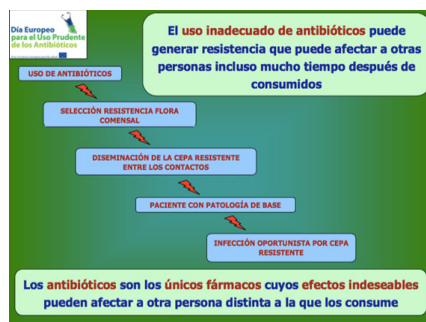 Día Europeo
para el Uso Prudente
de los Antibióticos
El uso inadecuado de antibióticos puede
generar resistencia que puede afectar a otras
personas incluso mucho tiempo después de
consumidos
USO DE ANTIBIÓTICOS
SELECCIÓN RESISTENCIA FLORA
COMENSAL
DISEMINACIÓN DE LA CEPA RESISTENTE
ENTRE LOS CONTACTOS
PACIENTE CON PATOLOGÍA DE BASE
INFECCIÓN OPORTUNISTA POR CEPA
RESISTENTE
Los antibióticos son los únicos fármacos cuyos efectos indeseables
pueden afectar a otra persona distinta a la que los consume